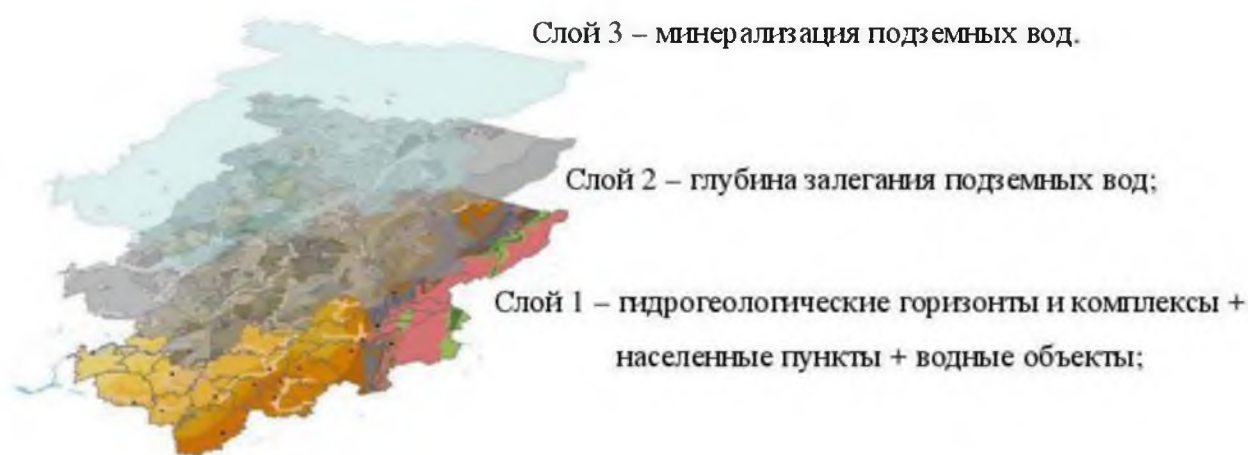 Слой 3 – минерализация подземных вод.
Слой 2 – глубина залегания подземных вод;
Слой 1 – гидрогеологические горизонты и комплексы +
населенные пункты + водные объекты;